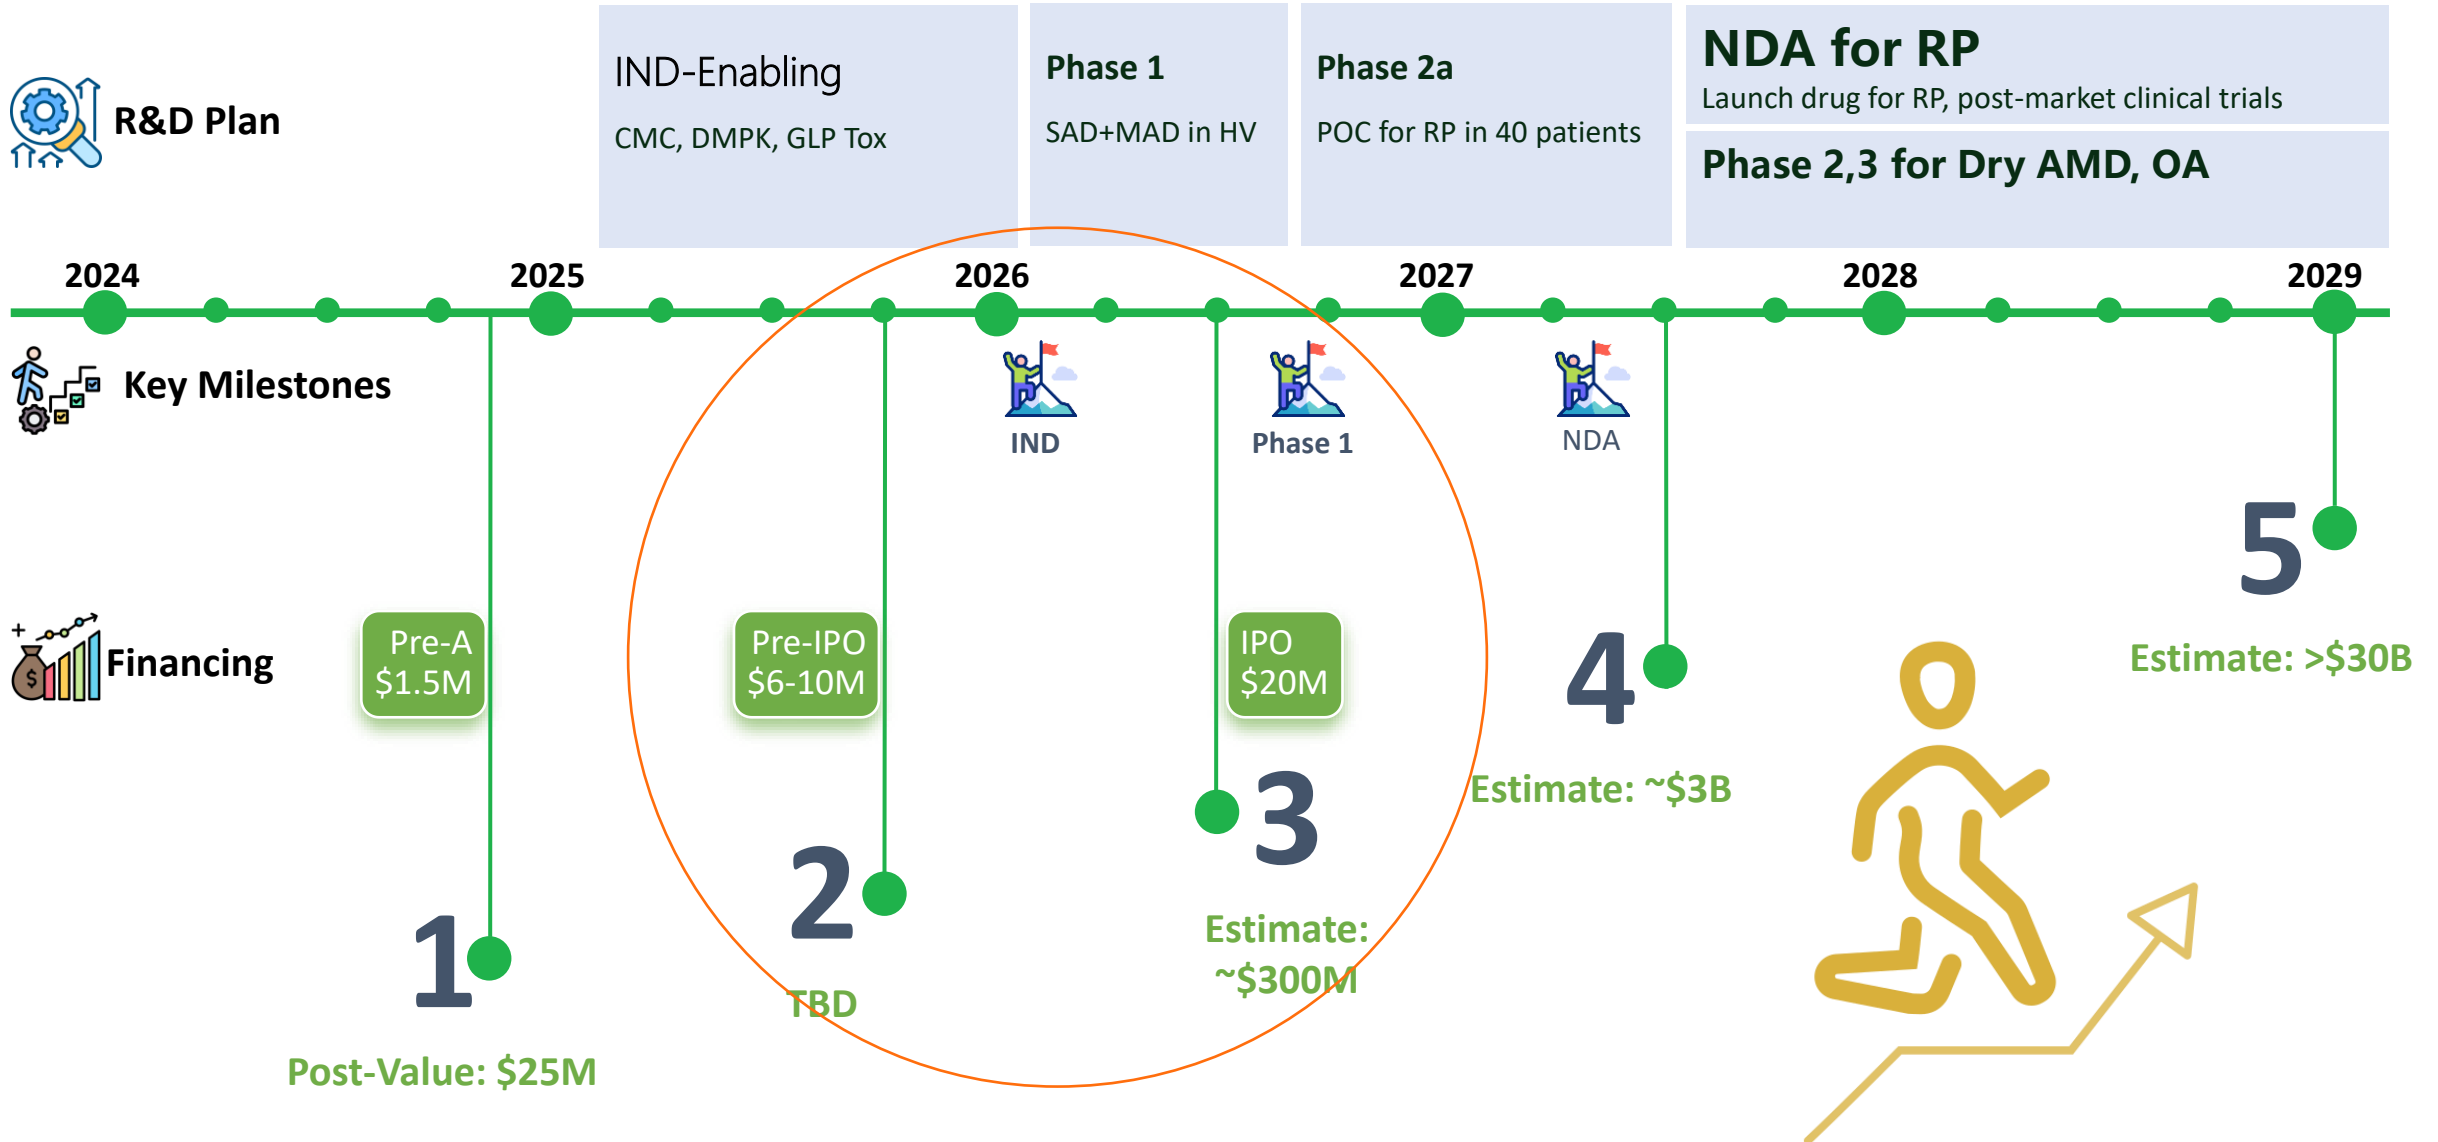 R&D Plan
IND-Enabling
CMC, DMPK, GLP Tox
Phase 1
SAD+MAD in HV
Phase 2a
POC for RP in 40 patients
NDA for RP
Launch drug for RP, post-market clinical trials
Phase 2,3 for Dry AMD, OA
2024
2025
2026
2027
2028
2029
Key Milestones
IND
Phase 1
NDA
Financing
Pre-A
$1.5M
Pre-IPO
$6-10M
IPO
$20M
1
Post-Value: $25M
2
TBD
3
Estimate:
~$300M
4
Estimate: ~$3B
5
Estimate: >$30B